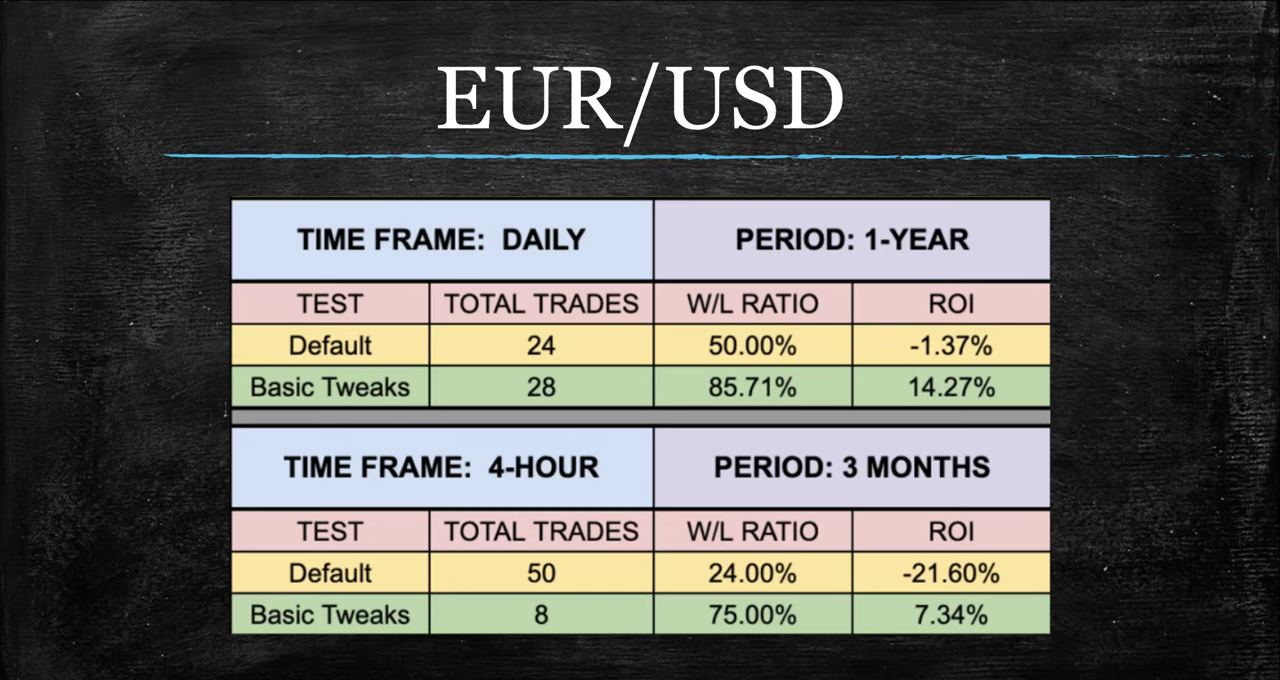 EUR/USD
TIME FRAME: DAILY PERIOD: 1-YEAR
TEST TOTAL TRADES W/L RATIO ROI
Default 24 50.00% -1.37%
Basic Tweaks 28 85.71% 14.27%
TIME FRAME: 4-HOUR PERIOD: 3 MONTHS
TEST TOTAL TRADES W/L RATIO ROI
Default 50 24.00% -21.60%
Basic Tweaks 8 75.00% 7.34%